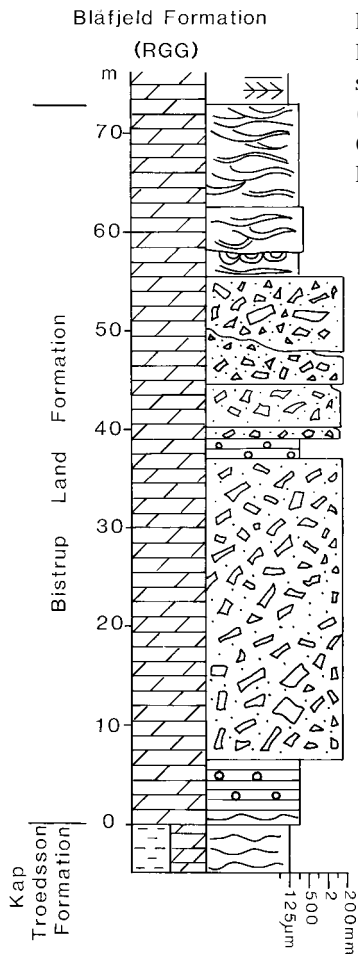 Blåfjeld Formation
(RGG)
m
70
60
50
40
30
20
10
0
Bistrup Land Formation
Kap
Troedsson
Formation
125µm
500
2
200mm